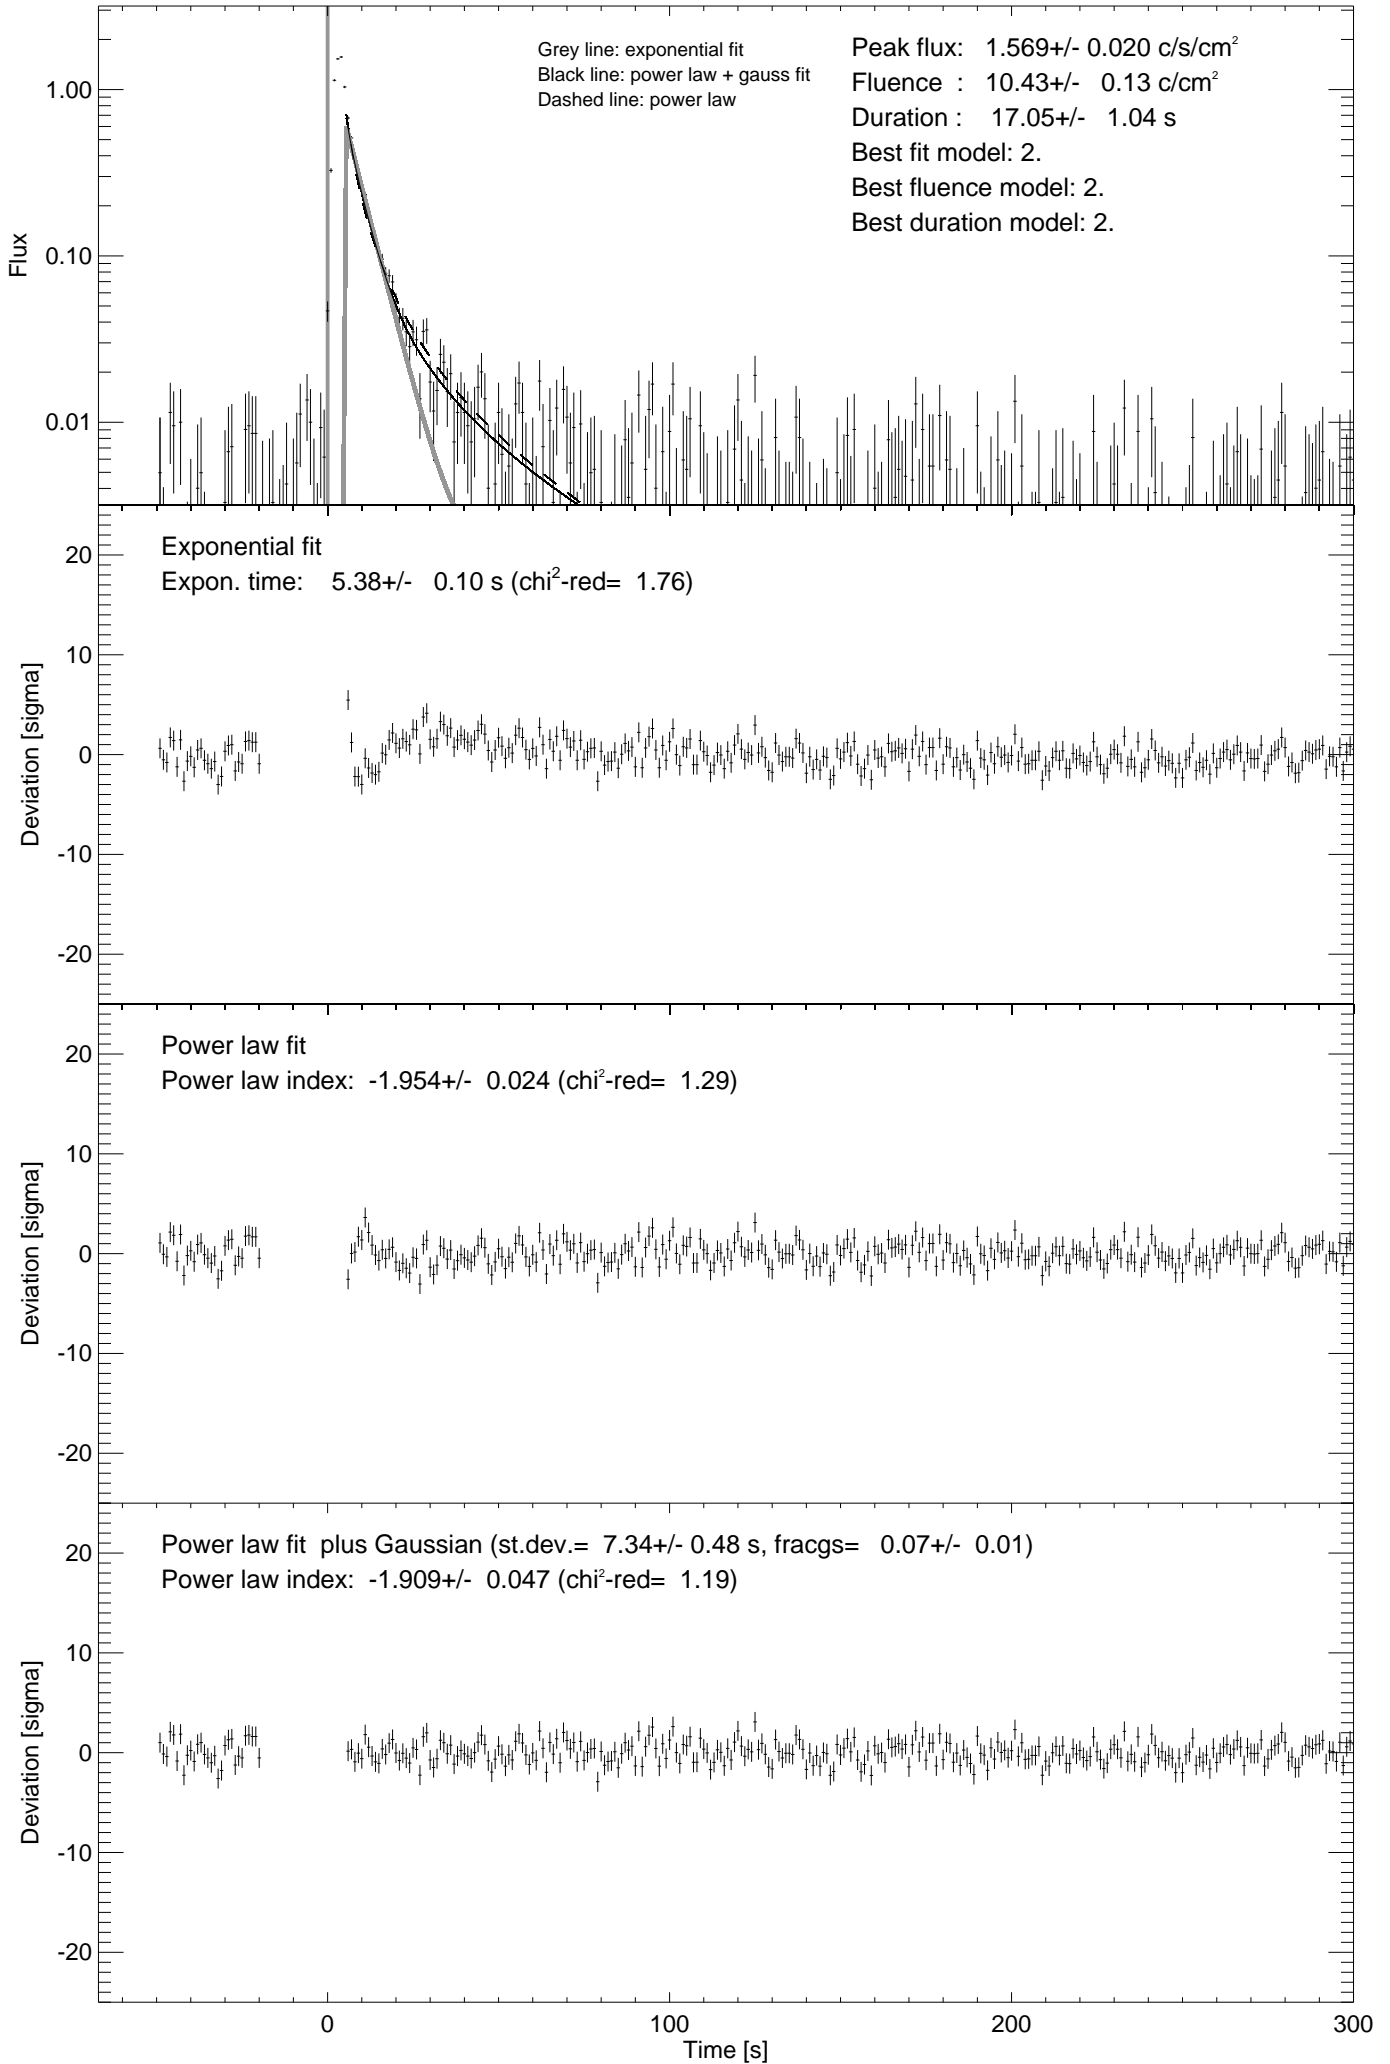 Grey line: exponential fit
Black line: power law + gauss fit
Dashed line: power law
Peak flux: 1.569+/- 0.020 c/s/cm²
Fluence : 10.43+/- 0.13 c/cm²
Duration : 17.05+/- 1.04 s
Best fit model: 2.
Best fluence model: 2.
Best duration model: 2.
1.00
0.10
0.01
Flux
Exponential fit
Expon. time: 5.38+/- 0.10 s (chi²-red= 1.76)
20
10
0
-10
-20
Deviation [sigma]
Power law fit
Power law index: -1.954+/- 0.024 (chi²-red= 1.29)
20
10
0
-10
-20
Deviation [sigma]
Power law fit plus Gaussian (st.dev.= 7.34+/- 0.48 s, fracgs= 0.07+/- 0.01)
Power law index: -1.909+/- 0.047 (chi²-red= 1.19)
20
10
0
-10
-20
Deviation [sigma]
0 100 200 300
Time [s]